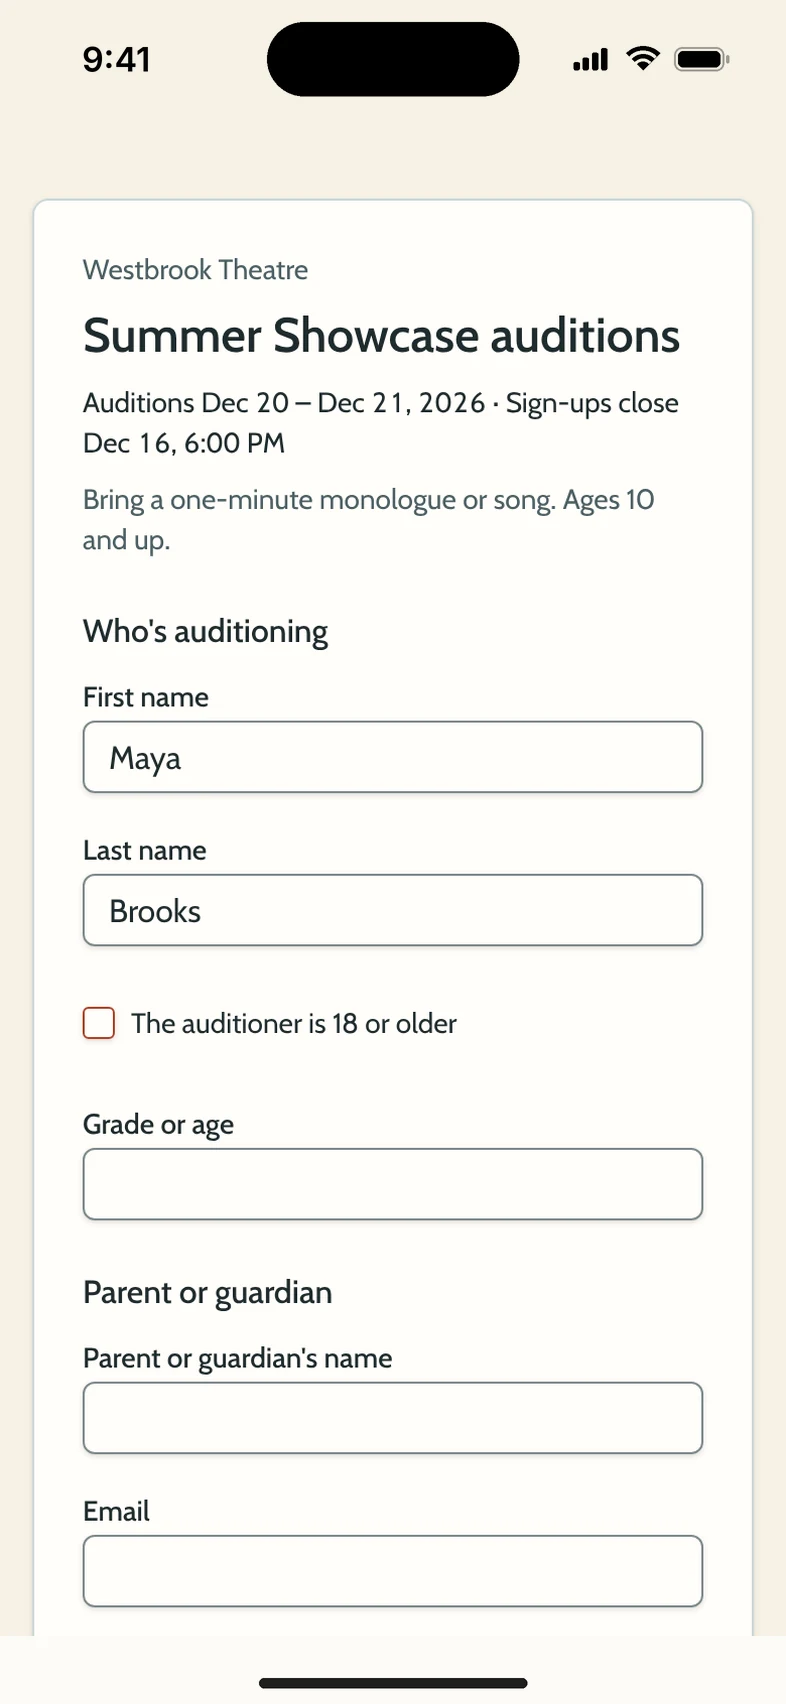 9:41
Westbrook Theatre
Summer Showcase auditions
Auditions Dec 20 – Dec 21, 2026 · Sign-ups close
Dec 16, 6:00 PM
Bring a one-minute monologue or song. Ages 10
and up.
Who's auditioning
First name
Maya
Last name
Brooks
The auditioner is 18 or older
Grade or age
Parent or guardian
Parent or guardian's name
Email